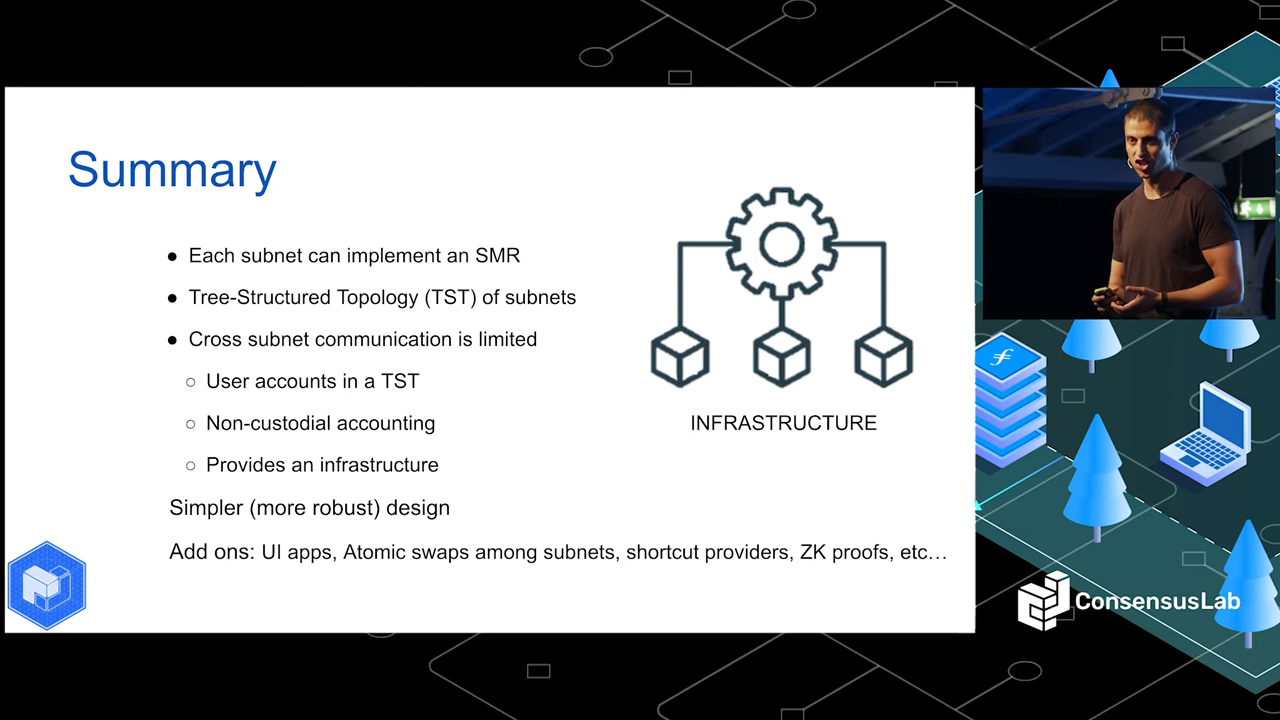 Summary
Each subnet can implement an SMR
Tree-Structured Topology (TST) of subnets
Cross subnet communication is limited
User accounts in a TST
Non-custodial accounting
Provides an infrastructure
Simpler (more robust) design
Add ons: UI apps, Atomic swaps among subnets, shortcut providers, ZK proofs, etc…
INFRASTRUCTURE
ConsensusLab